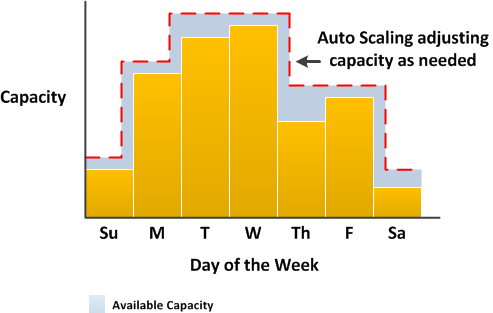 Auto Scaling adjusting
capacity as needed
Capacity
Su M T W Th F Sa
Day of the Week
Available Capacity